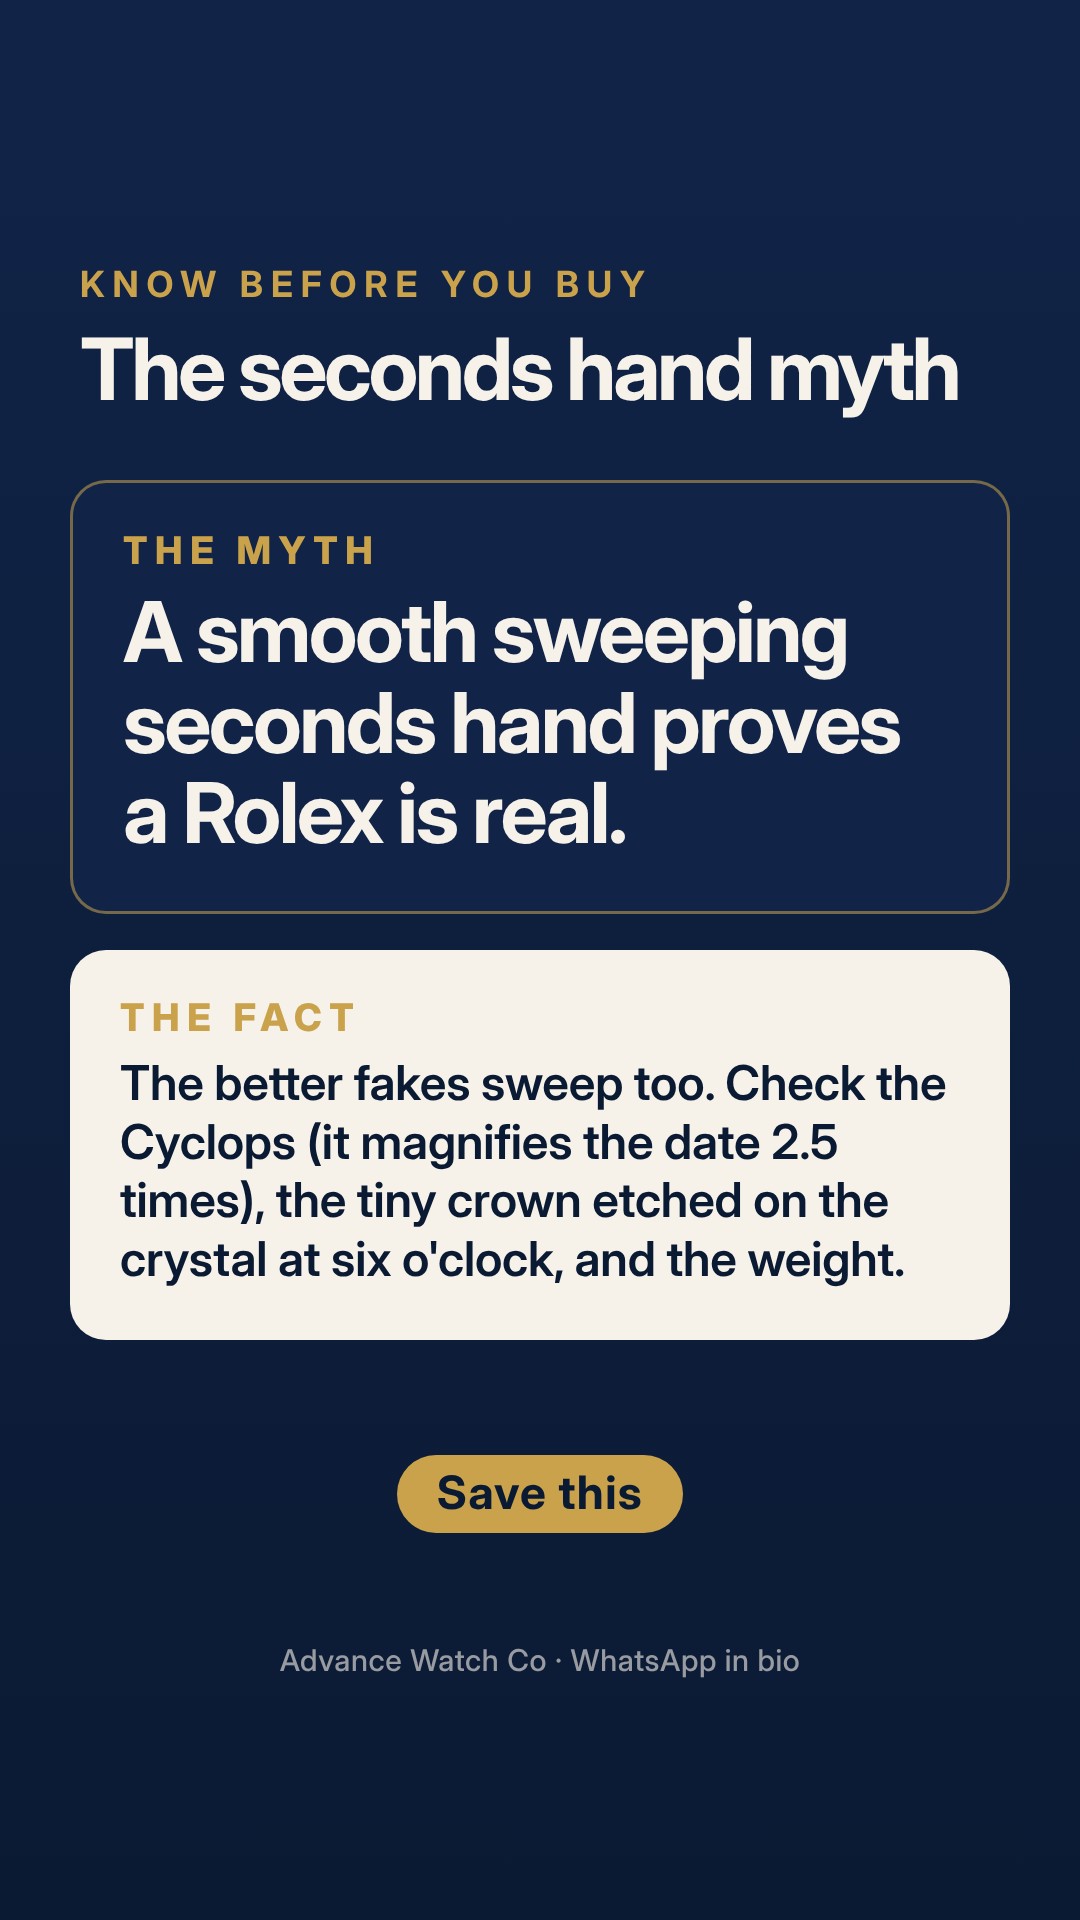 KNOW BEFORE YOU BUY
The seconds hand myth
THE MYTH
A smooth sweeping
seconds hand proves
a Rolex is real.
THE FACT
The better fakes sweep too. Check the
Cyclops (it magnifies the date 2.5
times), the tiny crown etched on the
crystal at six o'clock, and the weight.
Save this
Advance Watch Co · WhatsApp in bio